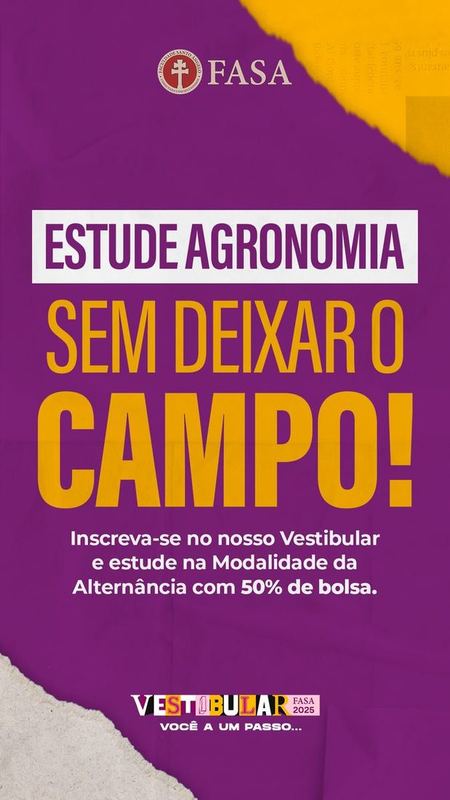 FASA
ESTUDE AGRONOMIA
SEM DEIXAR O
CAMPO!
Inscreva-se no nosso Vestibular
e estude na Modalidade da
Alternância com 50% de bolsa.
VESTIBULAR FASA 2025
VOCÊ A UM PASSO...